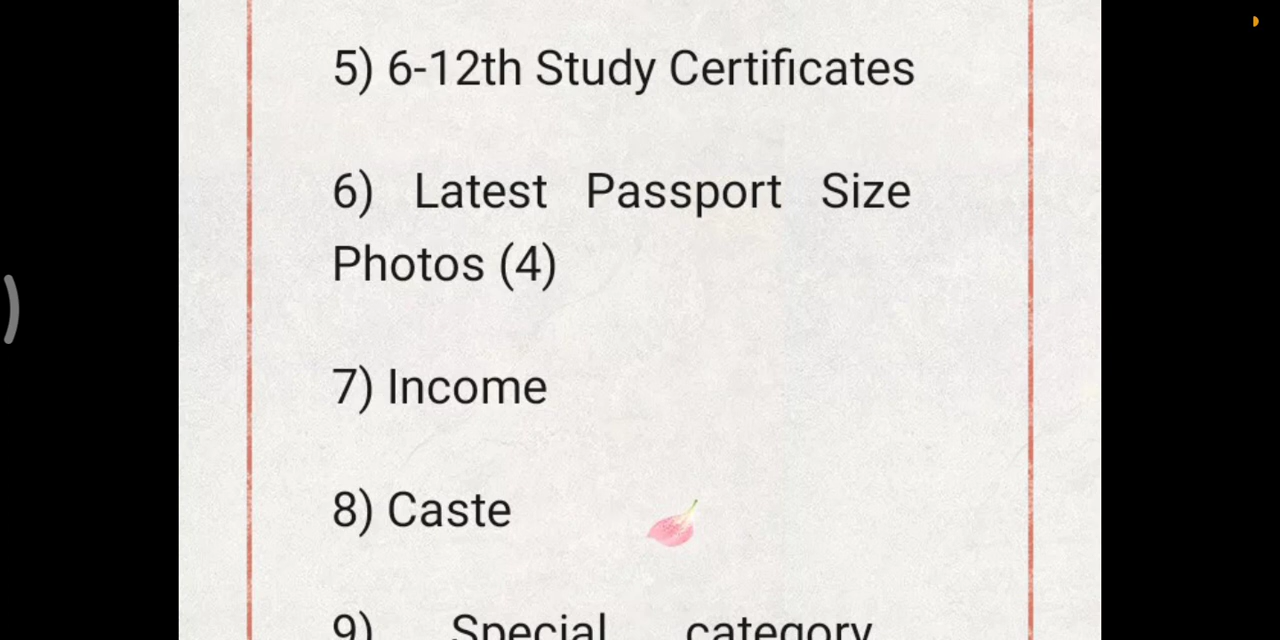 5) 6-12th Study Certificates
6) Latest Passport Size
Photos (4)
7) Income
8) Caste
9) Special category